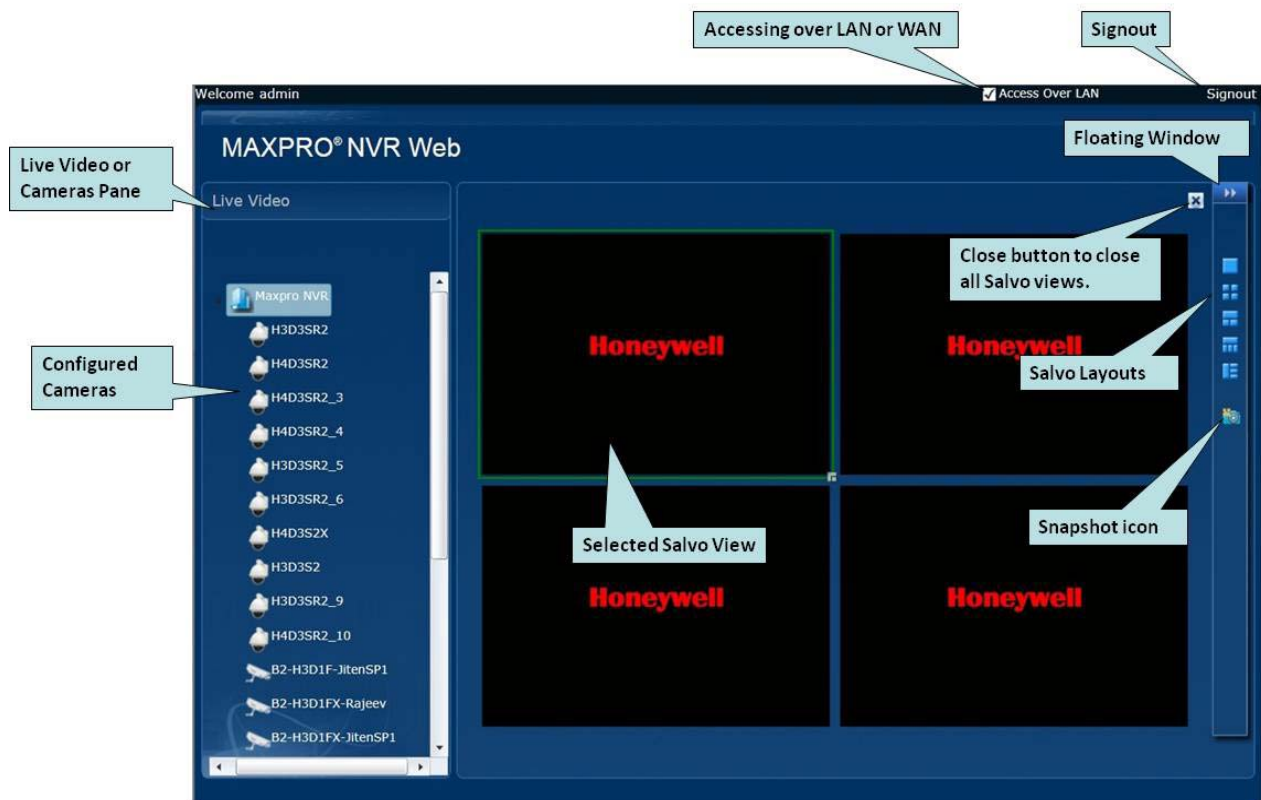 Accessing over LAN or WAN
Signout
Welcome admin
Access Over LAN
Signout
MAXPRO® NVR Web
Floating Window
Live Video or
Cameras Pane
Live Video
Close button to close
all Salvo views.
Maxpro NVR
H3D3SR2
H4D3SR2
H4D3SR2_3
H4D3SR2_4
H3D3SR2_5
H3D3SR2_6
H4D3S2X
H3D3S2
H3D3SR2_9
H4D3SR2_10
B2-H3D1F-JitenSP1
B2-H3D1FX-Rajeev
B2-H3D1FX-JitenSP1
Configured
Cameras
Honeywell
Honeywell
Salvo Layouts
Selected Salvo View
Snapshot icon
Honeywell
Honeywell